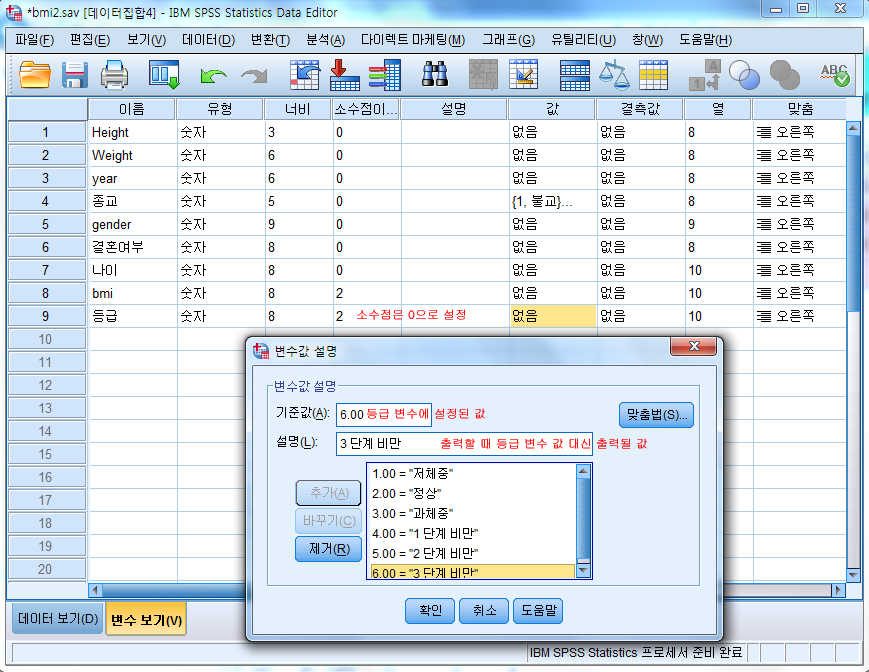 *bmi2.sav [데이터집합4] - IBM SPSS Statistics Data Editor
파일(F) 편집(E) 보기(V) 데이터(D) 변환(T) 분석(A) 다이렉트 마케팅(M) 그래프(G) 유틸리티(U) 창(W) 도움말(H)
1 A ABC
이름 유형 너비 소수점이... 설명 값 결측값 열 맞춤
1 Height 숫자 3 0 없음 없음 8 오른쪽
2 Weight 숫자 6 0 없음 없음 8 오른쪽
3 year 숫자 6 0 없음 없음 8 오른쪽
4 종교 숫자 5 0 {1, 불교}... 없음 8 오른쪽
5 gender 숫자 9 0 없음 없음 9 오른쪽
6 결혼여부 숫자 8 0 없음 없음 8 오른쪽
7 나이 숫자 8 0 없음 없음 10 오른쪽
8 bmi 숫자 8 2 없음 없음 10 오른쪽
9 등급 숫자 8 2 소수점은 0으로 설정 없음 없음 10 오른쪽
10
11
12
13
14
15
16
17
18
19
20
변수값 설명
변수값 설명
기준값(A): 6.00 등급 변수에 설정된 값 맞춤법(S)...
설명(L): 3 단계 비만 출력할 때 등급 변수 값 대신 출력될 값
1.00 = "저체중"
2.00 = "정상"
3.00 = "과체중"
4.00 = "1 단계 비만"
5.00 = "2 단계 비만"
6.00 = "3 단계 비만"
추가(A)
바꾸기(C)
제거(R)
확인 취소 도움말
데이터 보기(D) 변수 보기(V)
IBM SPSS Statistics 프로세서 준비 완료